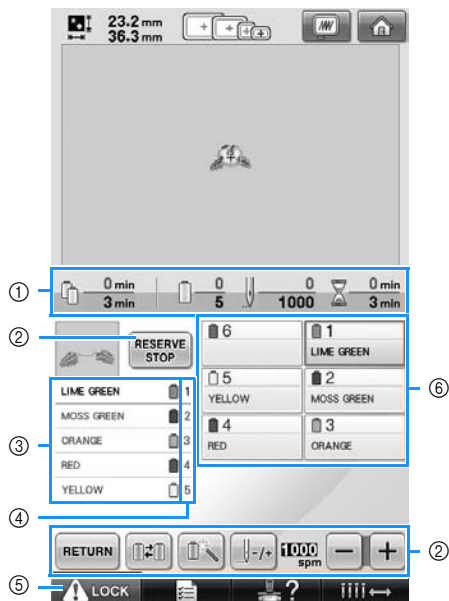 23.2 mm
36.3 mm
① 0 min 0 0 0 min
3 min 5 1000 3 min
② RESERVE STOP
6
1 LIME GREEN
5 YELLOW
2 MOSS GREEN
4 RED
3 ORANGE
⑥
LIME GREEN 1
MOSS GREEN 2
③ ORANGE 3
RED 4
YELLOW 5
④
RETURN -/+ 1000 spm − + ②
⑤ LOCK ?